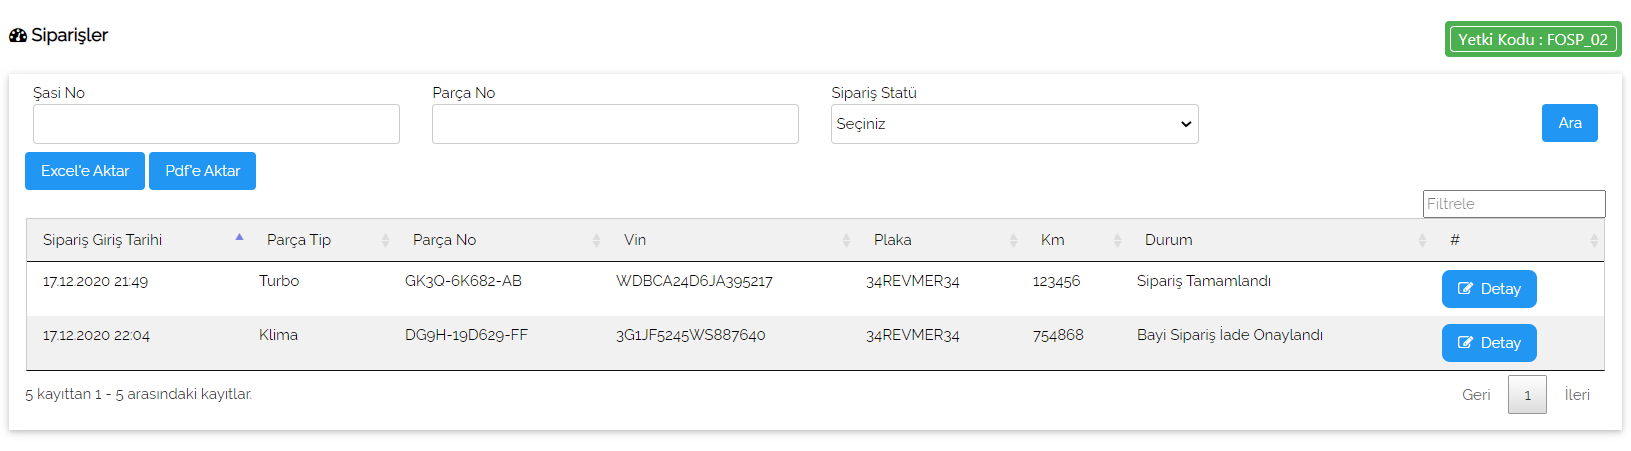 Siparişler
Yetki Kodu : FOSP_02
Şasi No Parça No Sipariş Statü
Seçiniz
Ara
Excel'e Aktar Pdf'e Aktar
Filtrele
Sipariş Giriş Tarihi Parça Tip Parça No Vin Plaka Km Durum #
17.12.2020 21:49 Turbo GK3Q-6K682-AB WDBCA24D6JA395217 34REVMER34 123456 Sipariş Tamamlandı Detay
17.12.2020 22:04 Klima DG9H-19D629-FF 3G1JF5245WS887640 34REVMER34 754868 Bayi Sipariş İade Onaylandı Detay
5 kayıttan 1 - 5 arasındaki kayıtlar. Geri 1 İleri